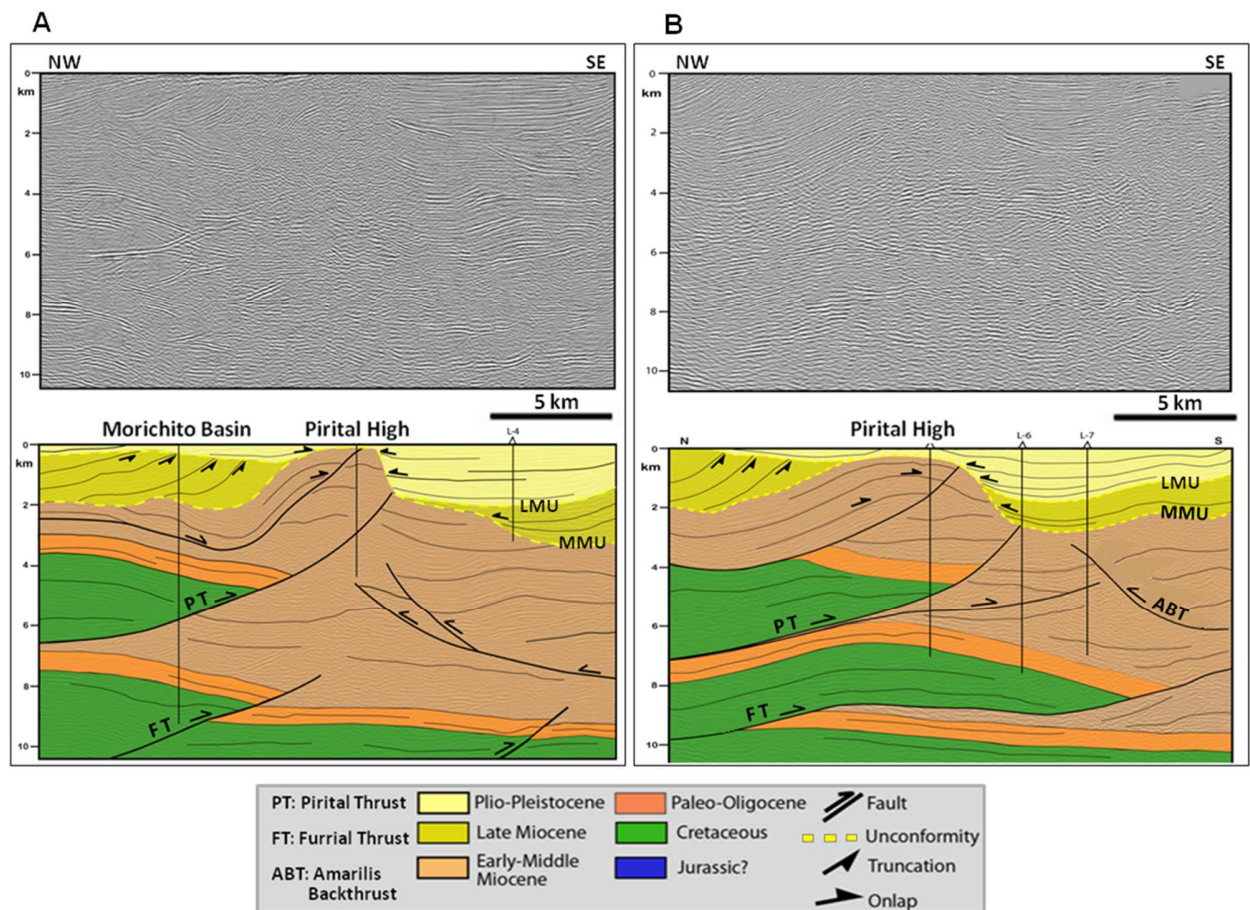 A
B
NW
SE
0
km
2
4
6
8
10
NW
SE
0
km
2
4
6
8
10
5 km
5 km
Morichito Basin
Pirital High
L-4
0
km
2
4
6
8
10
LMU
MMU
PT
FT
Pirital High
N
L-6
L-7
S
0
km
2
4
6
8
10
LMU
MMU
PT
ABT
FT
PT: Pirital Thrust
FT: Furrial Thrust
ABT: Amarilis
Backthrust
Plio-Pleistocene
Late Miocene
Early-Middle
Miocene
Paleo-Oligocene
Cretaceous
Jurassic?
Fault
Unconformity
Truncation
Onlap